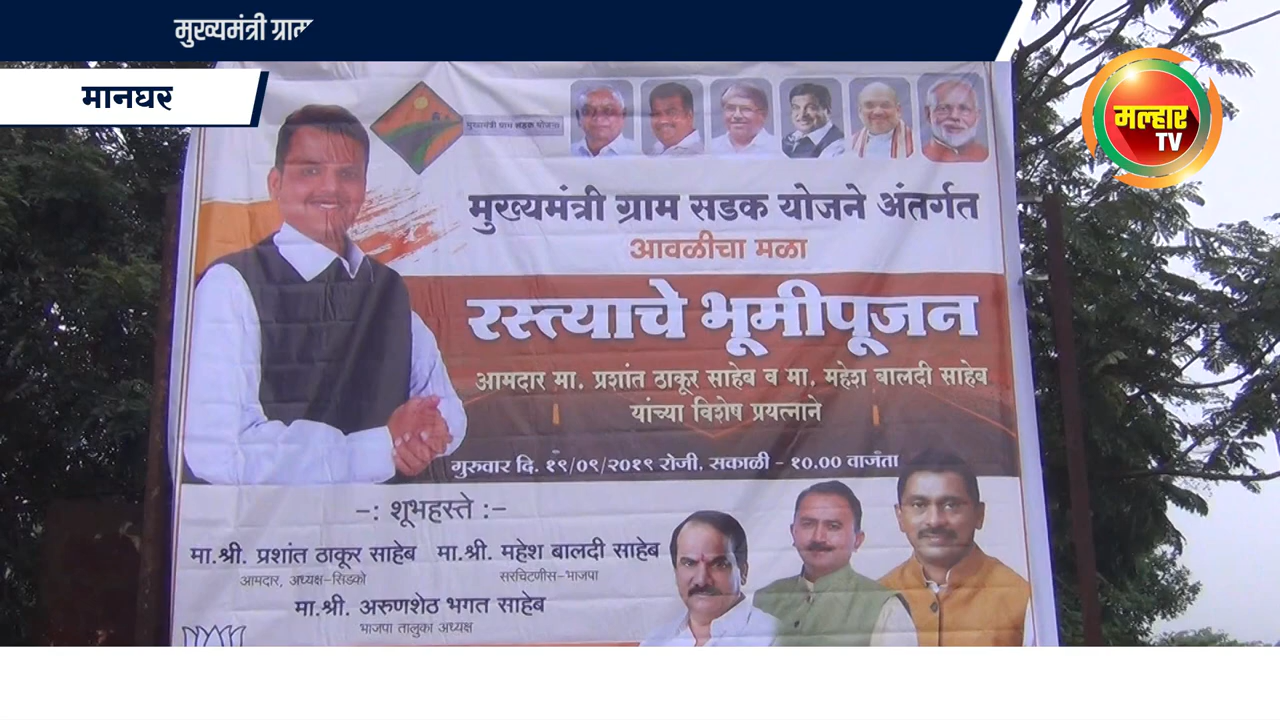 मुख्यमंत्री ग्राम
मानघर
मल्हार
TV
मुख्यमंत्री ग्राम सडक योजना
मुख्यमंत्री ग्राम सडक योजने अंतर्गत
आवळीचा मळा
रस्त्याचे भूमीपूजन
आमदार मा. प्रशांत ठाकूर साहेब व मा. महेश बालदी साहेब
यांच्या विशेष प्रयत्नाने
गुरुवार दि. १९/०९/२०१९ रोजी, सकाळी - १०.०० वाजता
-: शूभहस्ते :-
मा.श्री. प्रशांत ठाकूर साहेब मा.श्री. महेश बालदी साहेब
आमदार, अध्यक्ष-सिडको सरचिटणीस-भाजपा
मा.श्री. अरुणशेठ भगत साहेब
भाजपा तालुका अध्यक्ष